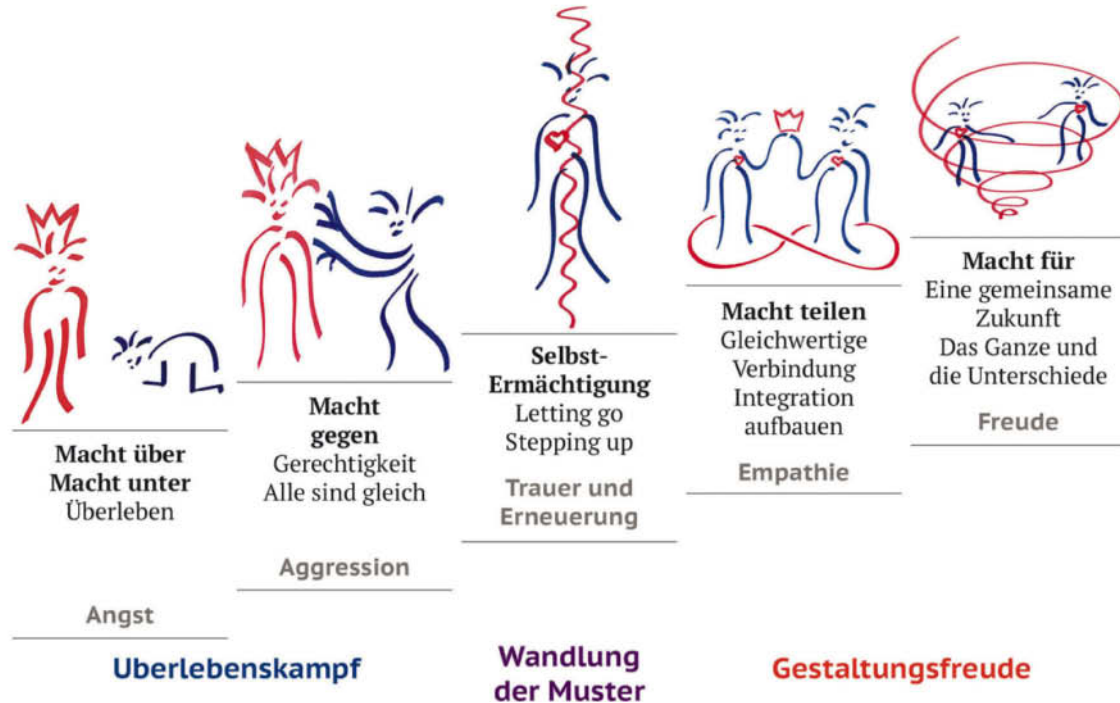 Macht über
Macht unter
Überleben
Angst
Macht
gegen
Gerechtigkeit
Alle sind gleich
Aggression
Selbst-
Ermächtigung
Letting go
Stepping up
Trauer und
Erneuerung
Macht teilen
Gleichwertige
Verbindung
Integration
aufbauen
Empathie
Macht für
Eine gemeinsame
Zukunft
Das Ganze und
die Unterschiede
Freude
Uberlebenskampf
Wandlung
der Muster
Gestaltungsfreude